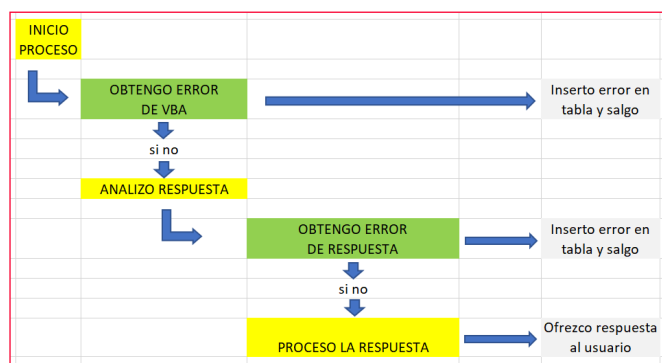 INICIO
PROCESO
OBTENGO ERROR
DE VBA
Inserto error en
tabla y salgo
si no
ANALIZO RESPUESTA
OBTENGO ERROR
DE RESPUESTA
Inserto error en
tabla y salgo
si no
PROCESO LA RESPUESTA
Ofrezco respuesta
al usuario